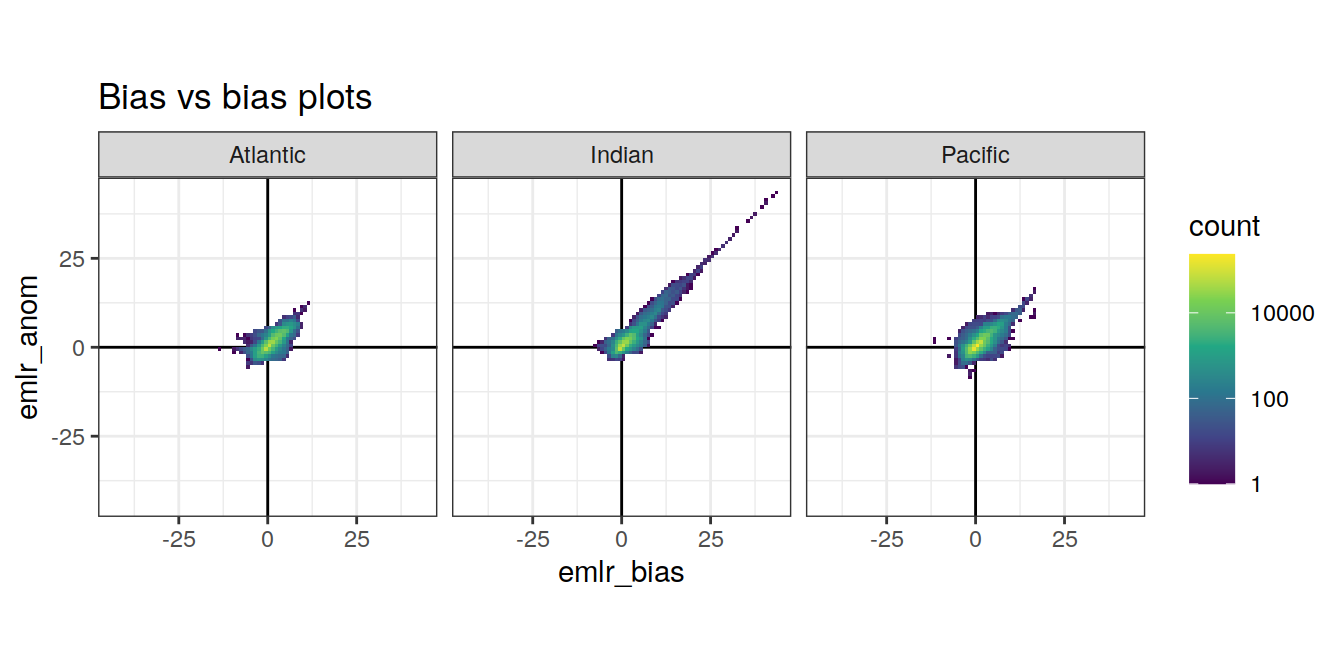 Bias vs bias plots
Atlantic
Indian
Pacific
25
0
-25
emlr_anom
-25 0 25
-25 0 25
-25 0 25
emlr_bias
count
10000
100
1